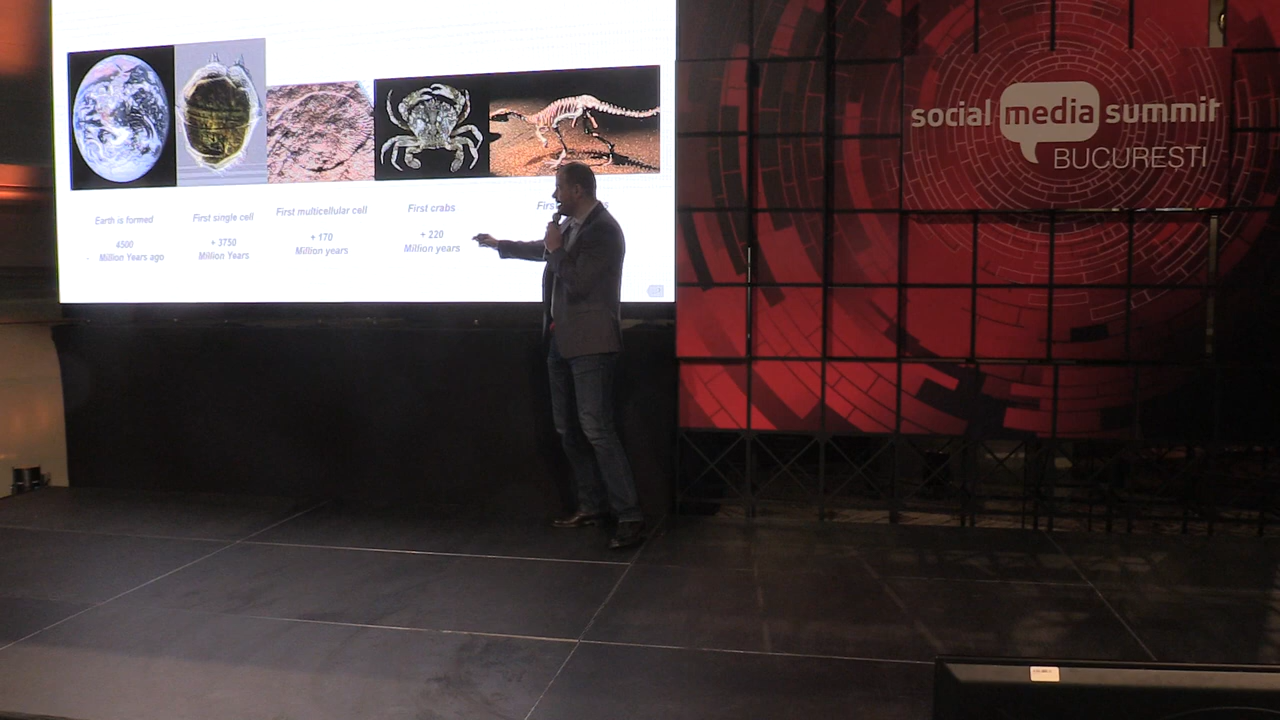 Earth is formed
4500
Million Years ago
First single cell
+ 3750
Million Years
First multicellular cell
+ 170
Million years
First crabs
+ 220
Million years
social media summit
BUCURESTI